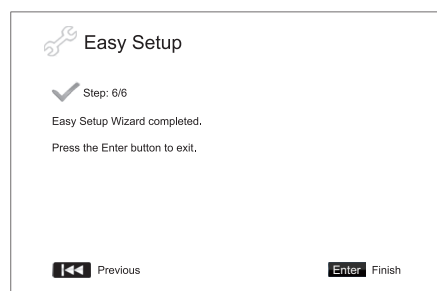 Easy Setup
Step: 6/6
Easy Setup Wizard completed.
Press the Enter button to exit.
Previous
Enter Finish